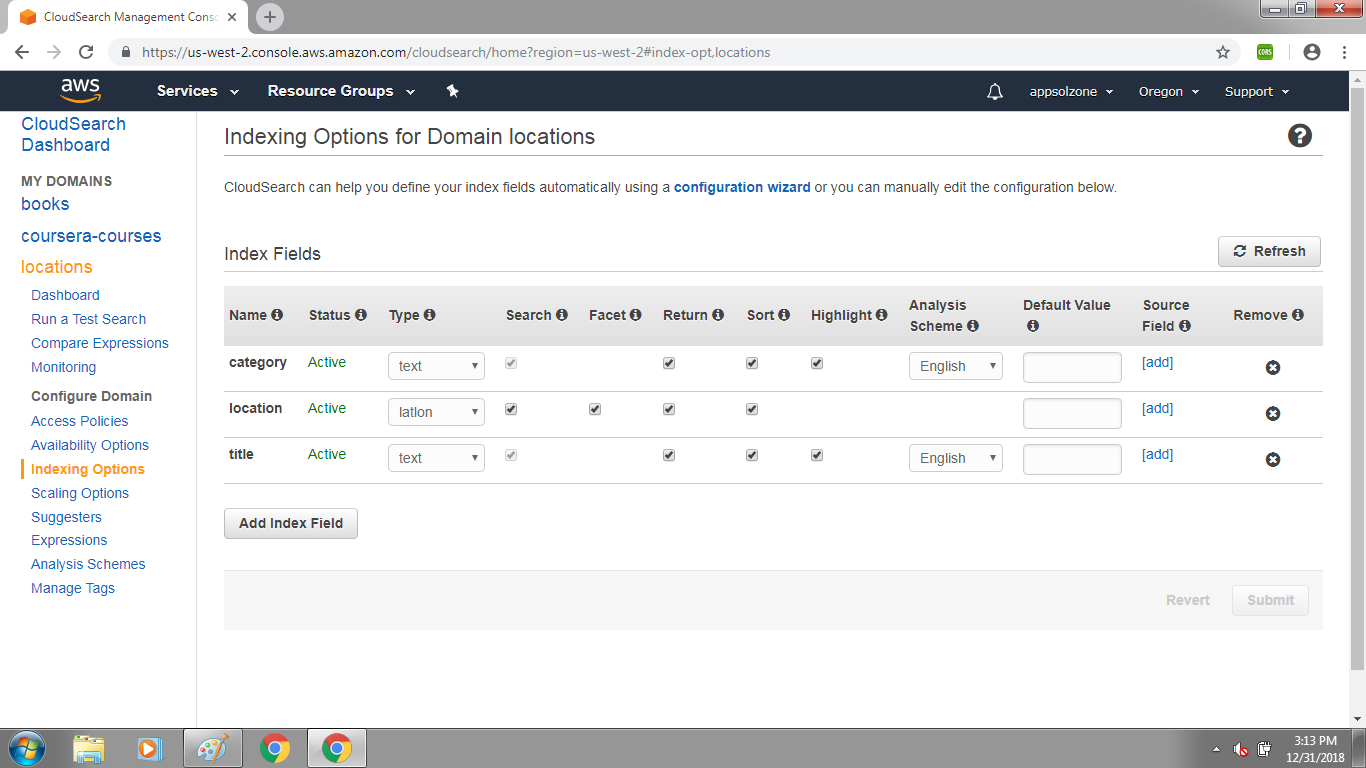 CloudSearch Management Conso
https://us-west-2.console.aws.amazon.com/cloudsearch/home?region=us-west-2#index-opt,locations
CORS
aws Services Resource Groups appsolzone Oregon Support
CloudSearch
Dashboard
MY DOMAINS
books
coursera-courses
locations
Dashboard
Run a Test Search
Compare Expressions
Monitoring
Configure Domain
Access Policies
Availability Options
Indexing Options
Scaling Options
Suggesters
Expressions
Analysis Schemes
Manage Tags
Indexing Options for Domain locations
CloudSearch can help you define your index fields automatically using a configuration wizard or you can manually edit the configuration below.
Index Fields
Refresh
Name Status Type Search Facet Return Sort Highlight Analysis Scheme Default Value Source Field Remove
category Active text English [add]
location Active latlon [add]
title Active text English [add]
Add Index Field
Revert Submit
3:13 PM
12/31/2018